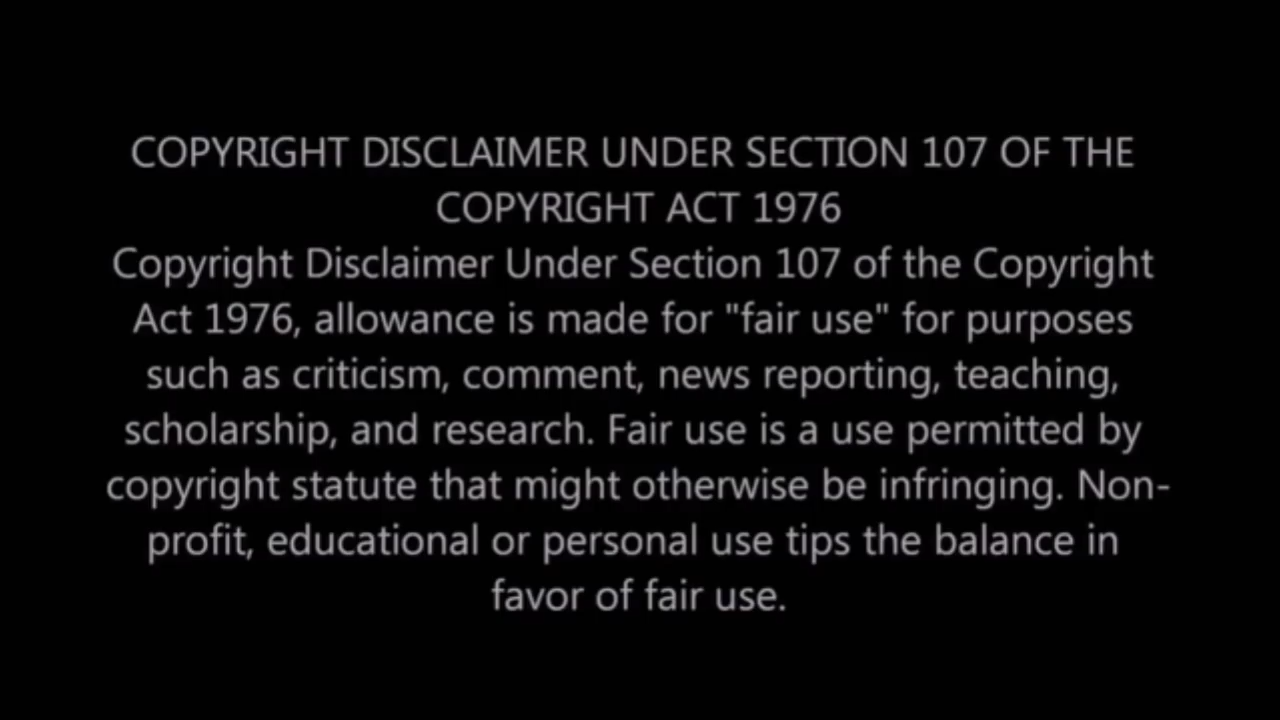 COPYRIGHT DISCLAIMER UNDER SECTION 107 OF THE
COPYRIGHT ACT 1976
Copyright Disclaimer Under Section 107 of the Copyright
Act 1976, allowance is made for "fair use" for purposes
such as criticism, comment, news reporting, teaching,
scholarship, and research. Fair use is a use permitted by
copyright statute that might otherwise be infringing. Non-
profit, educational or personal use tips the balance in
favor of fair use.